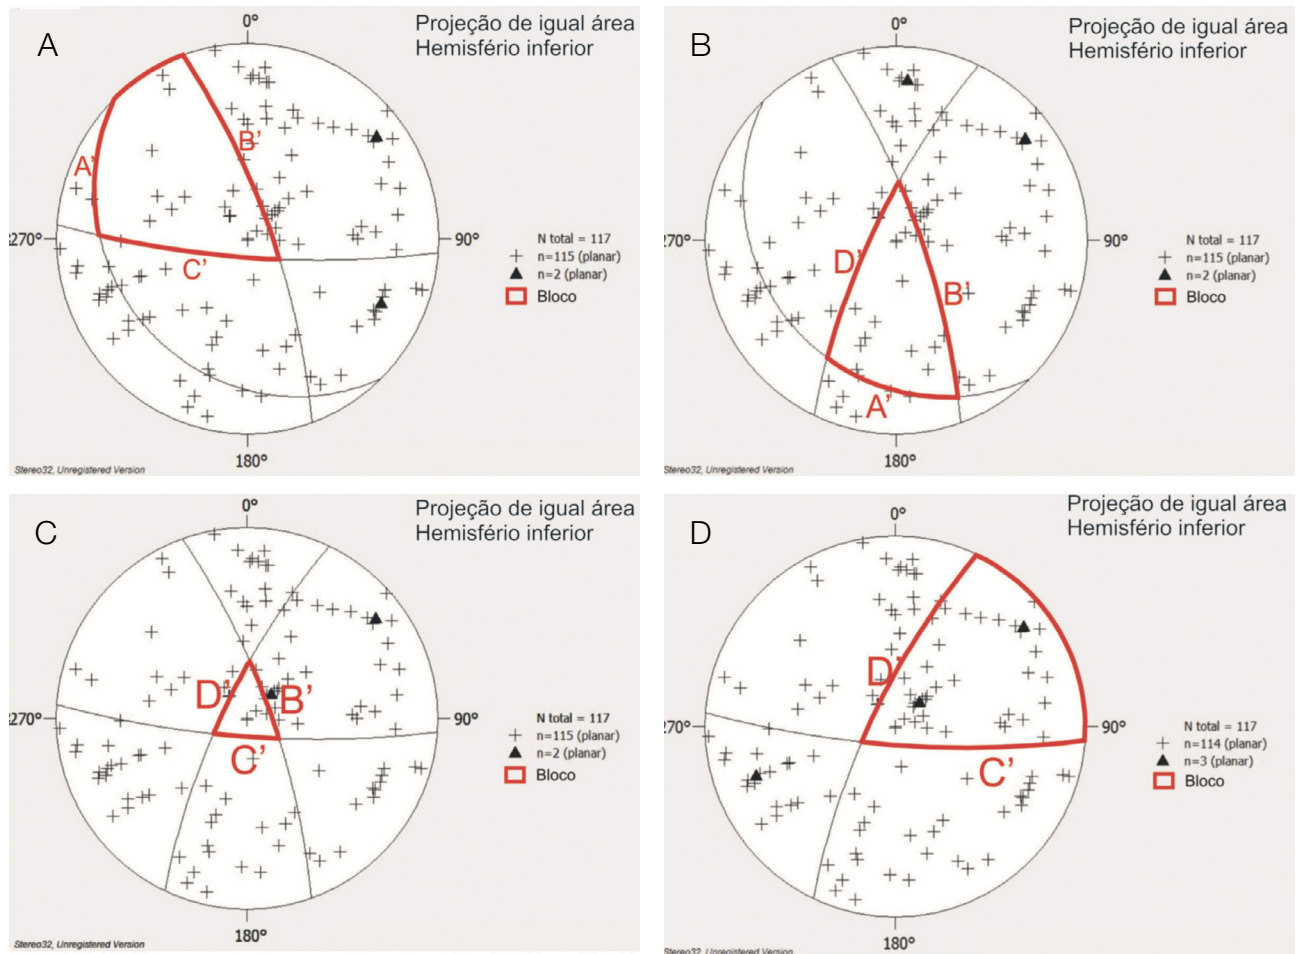 A
0°
Projeção de igual área
Hemisfério inferior
B'
A'
270°
90°
C'
N total = 117
n=115 (planar)
n=2 (planar)
Bloco
180°
Stereo32, Unregistered Version
B
0°
Projeção de igual área
Hemisfério inferior
270°
90°
D'
B'
A'
N total = 117
n=115 (planar)
n=2 (planar)
Bloco
180°
Stereo32, Unregistered Version
C
0°
Projeção de igual área
Hemisfério inferior
D'
B'
270°
90°
C'
N total = 117
n=115 (planar)
n=2 (planar)
Bloco
180°
Stereo32, Unregistered Version
D
0°
Projeção de igual área
Hemisfério inferior
D'
270°
90°
C'
N total = 117
n=114 (planar)
n=3 (planar)
Bloco
180°
Stereo32, Unregistered Version